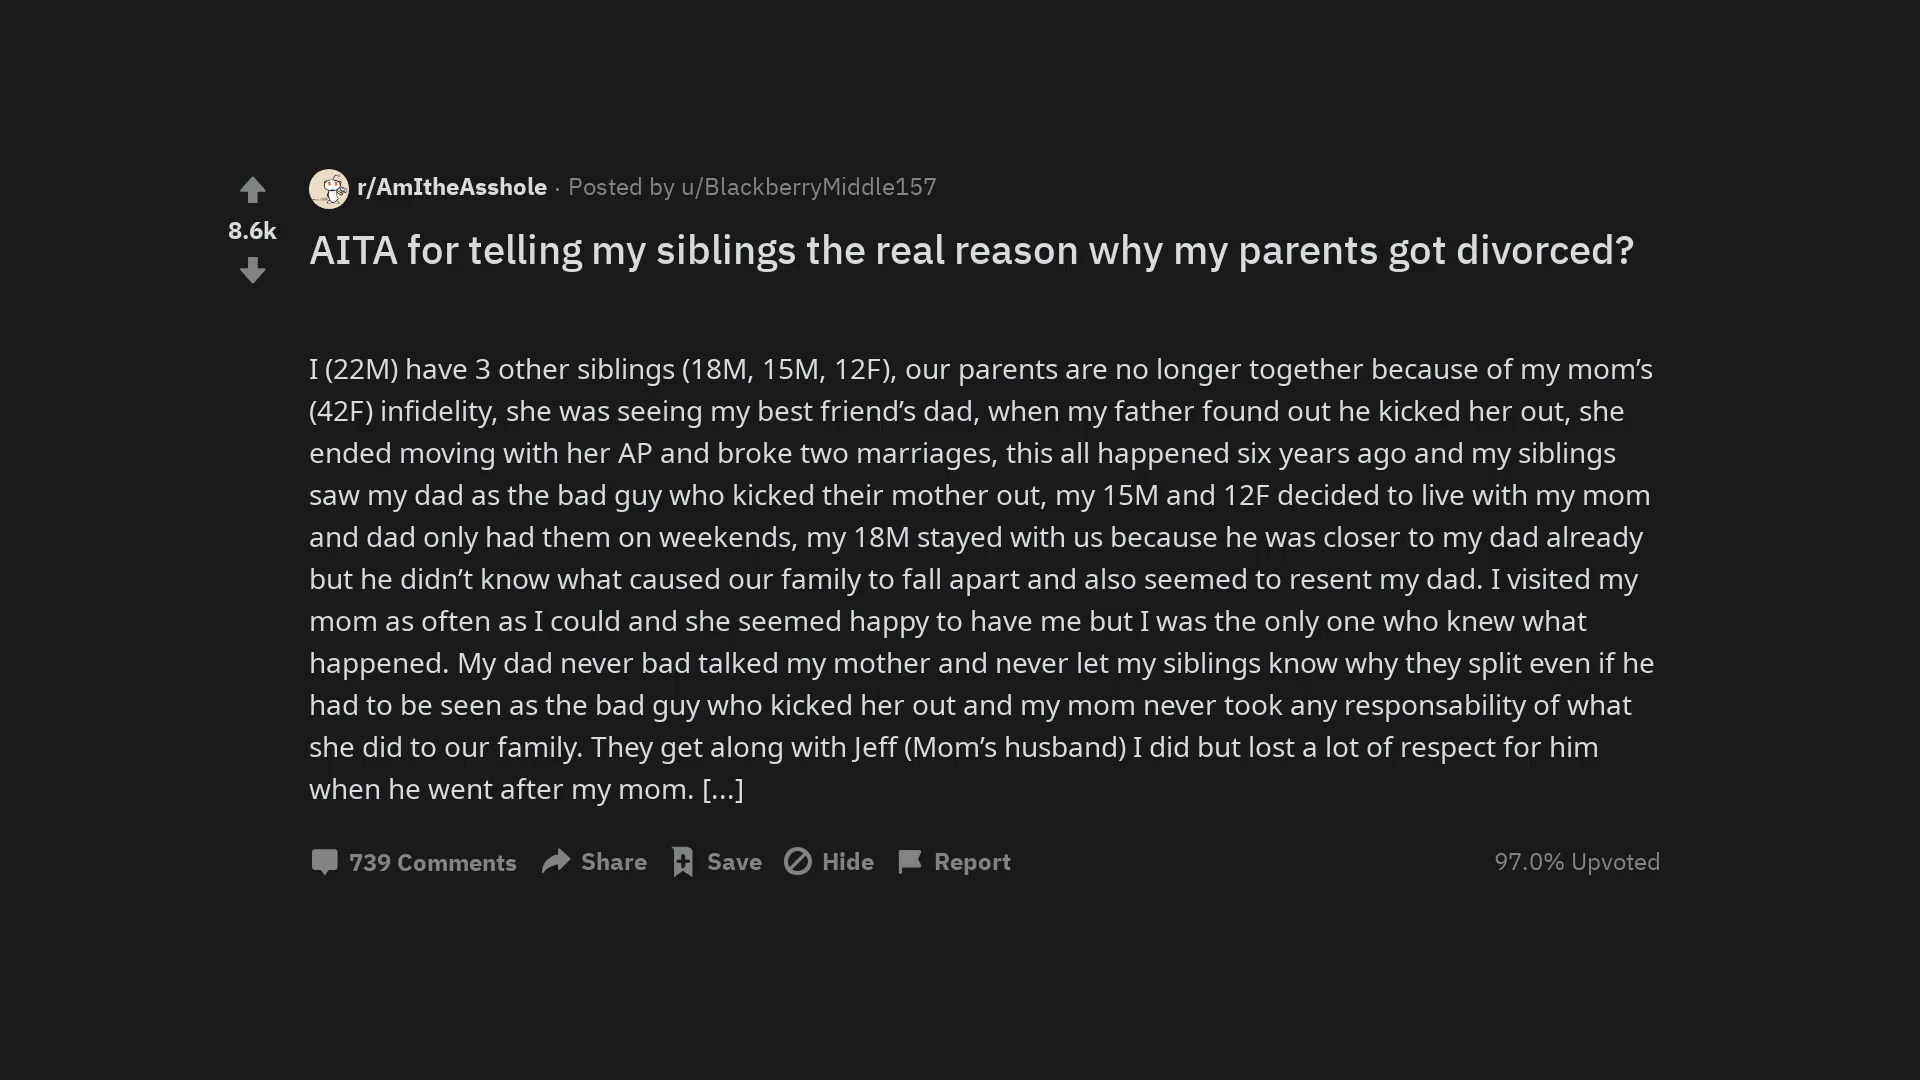 r/AmItheAsshole · Posted by u/BlackberryMiddle157
8.6k
AITA for telling my siblings the real reason why my parents got divorced?
I (22M) have 3 other siblings (18M, 15M, 12F), our parents are no longer together because of my mom’s
(42F) infidelity, she was seeing my best friend’s dad, when my father found out he kicked her out, she
ended moving with her AP and broke two marriages, this all happened six years ago and my siblings
saw my dad as the bad guy who kicked their mother out, my 15M and 12F decided to live with my mom
and dad only had them on weekends, my 18M stayed with us because he was closer to my dad already
but he didn’t know what caused our family to fall apart and also seemed to resent my dad. I visited my
mom as often as I could and she seemed happy to have me but I was the only one who knew what
happened. My dad never bad talked my mother and never let my siblings know why they split even if he
had to be seen as the bad guy who kicked her out and my mom never took any responsability of what
she did to our family. They get along with Jeff (Mom’s husband) I did but lost a lot of respect for him
when he went after my mom. [...]
739 Comments Share Save Hide Report 97.0% Upvoted